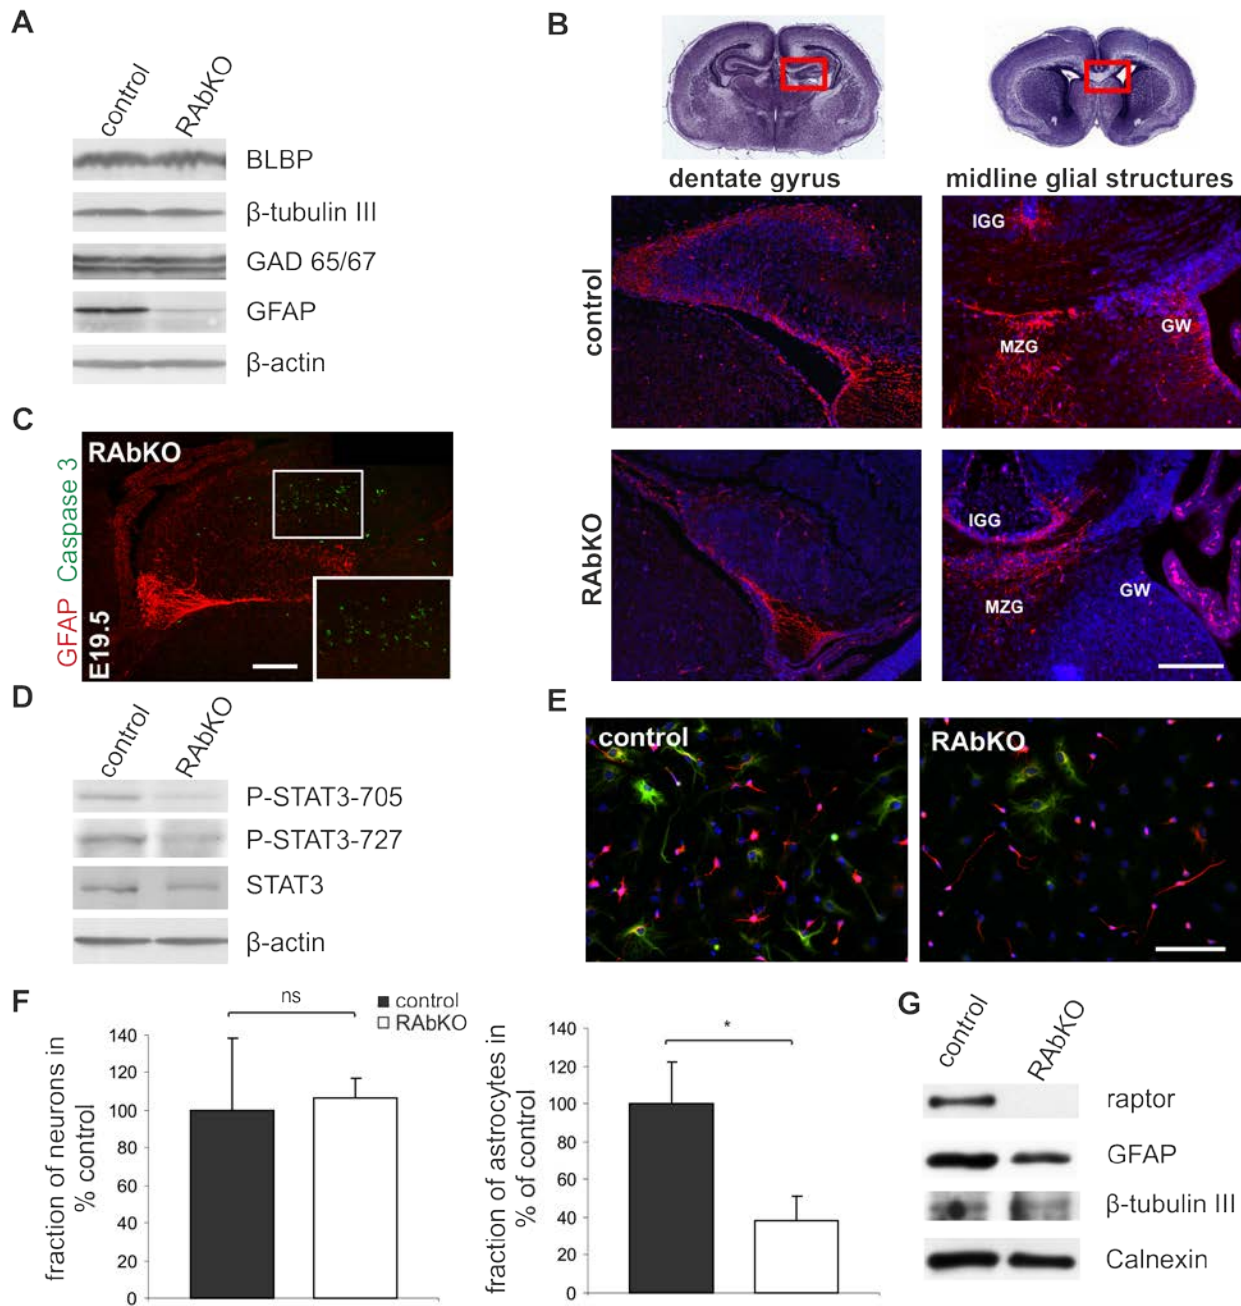 A
control
RAbKO
BLBP
β-tubulin III
GAD 65/67
GFAP
β-actin
B
dentate gyrus
midline glial structures
control
IGG
MZG
GW
RAbKO
IGG
MZG
GW
C
GFAP Caspase 3
RAbKO
E19.5
D
control
RAbKO
P-STAT3-705
P-STAT3-727
STAT3
β-actin
E
control
RAbKO
F
ns
control
RAbKO
fraction of neurons in
% control
140
120
100
80
60
40
20
0
*
fraction of astrocytes in
% of control
140
120
100
80
60
40
20
0
G
control
RAbKO
raptor
GFAP
β-tubulin III
Calnexin